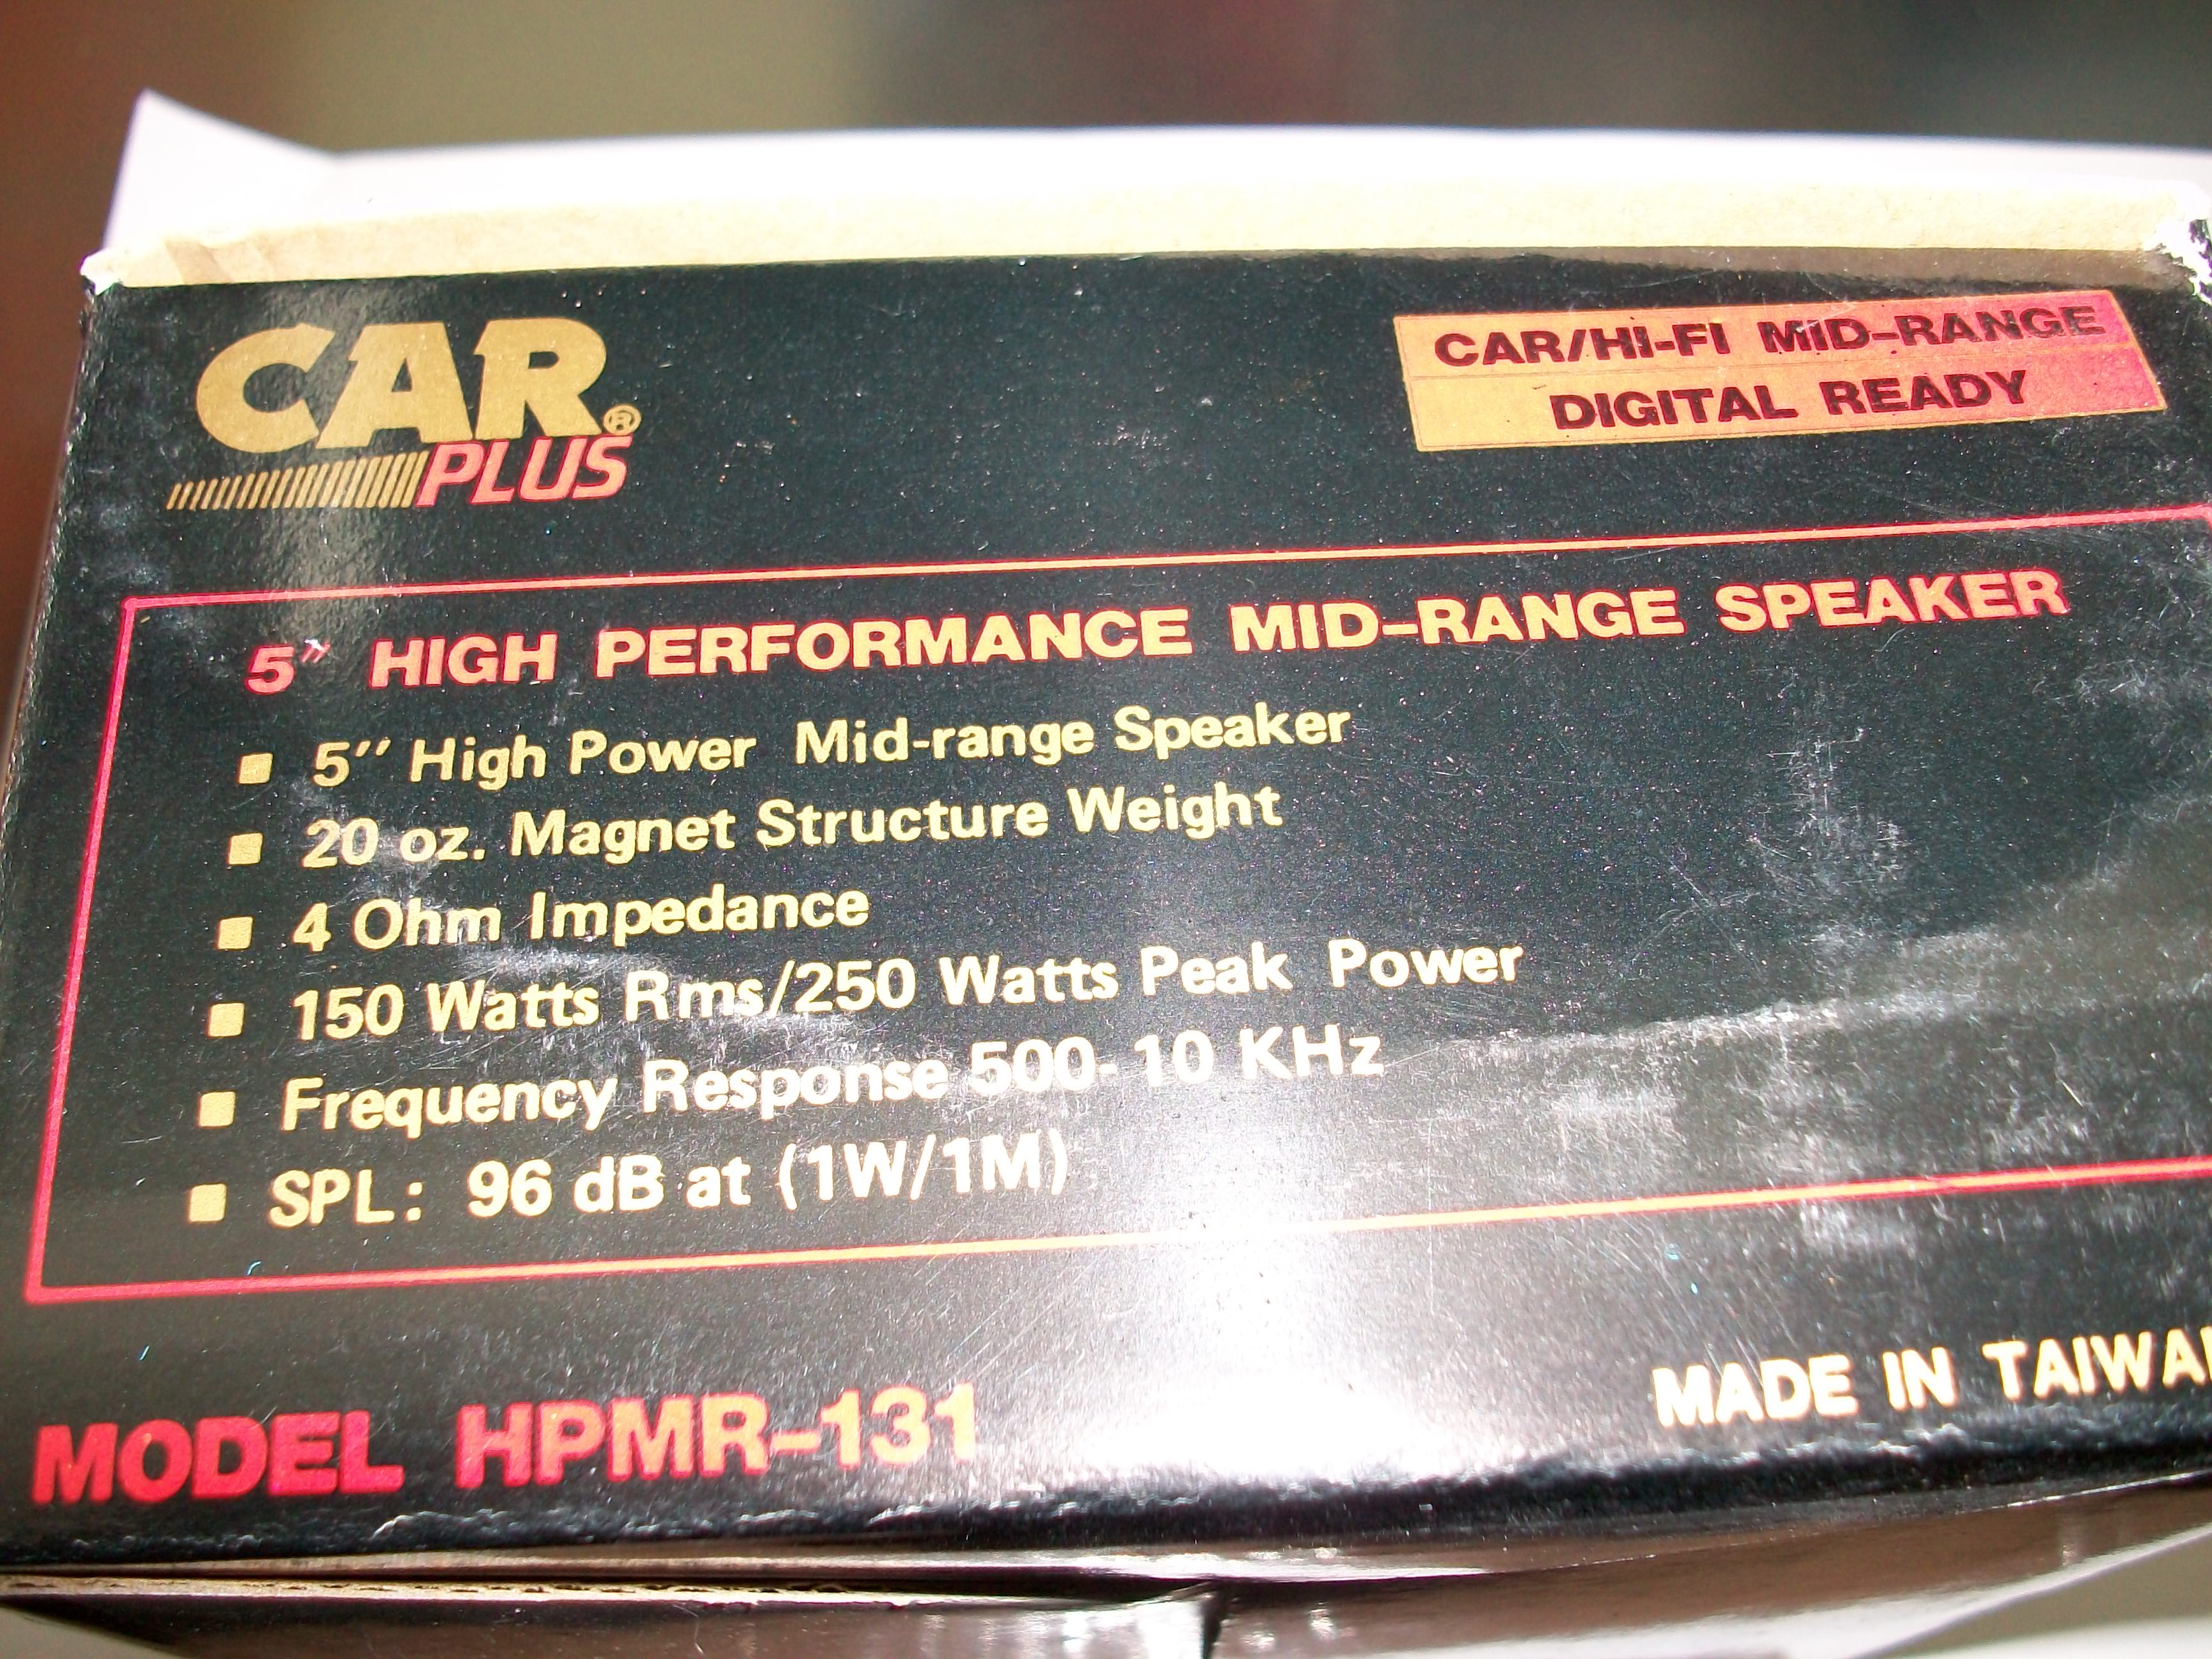 CAR®
PLUS
CAR/HI-FI MID-RANGE
DIGITAL READY
5" HIGH PERFORMANCE MID-RANGE SPEAKER
■ 5" High Power Mid-range Speaker
■ 20 oz. Magnet Structure Weight
■ 4 Ohm Impedance
■ 150 Watts Rms/250 Watts Peak Power
■ Frequency Response 500-10 KHz
■ SPL: 96 dB at (1W/1M)
MODEL HPMR-131
MADE IN TAIWAN